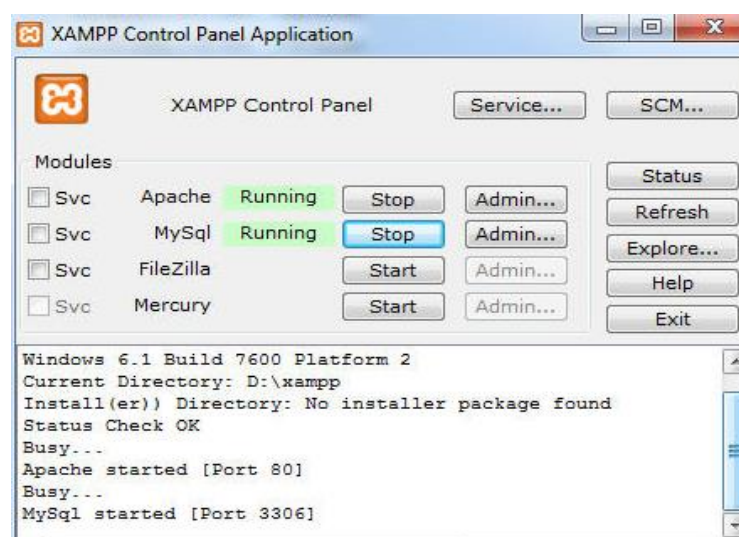 XAMPP Control Panel Application
XAMPP Control Panel Service... SCM...
Modules
Status
Svc Apache Running Stop Admin...
Refresh
Svc MySql Running Stop Admin...
Explore...
Svc FileZilla Start Admin...
Help
Svc Mercury Start Admin...
Exit
Windows 6.1 Build 7600 Platform 2
Current Directory: D:\xampp
Install(er)) Directory: No installer package found
Status Check OK
Busy...
Apache started [Port 80]
Busy...
MySql started [Port 3306]